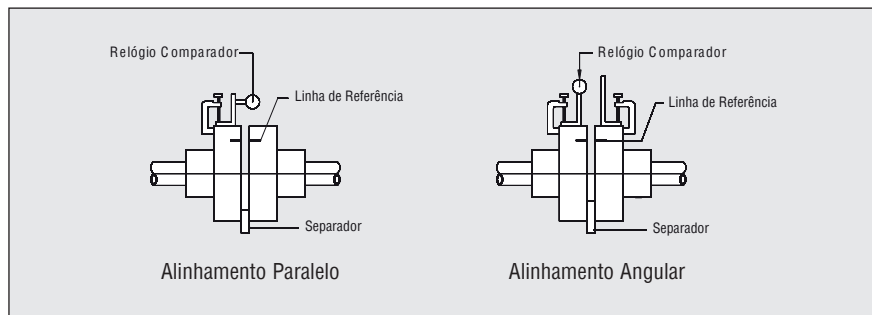 Relógio Comparador
Linha de Referência
Separador
Alinhamento Paralelo
Relógio Comparador
Linha de Referência
Separador
Alinhamento Angular